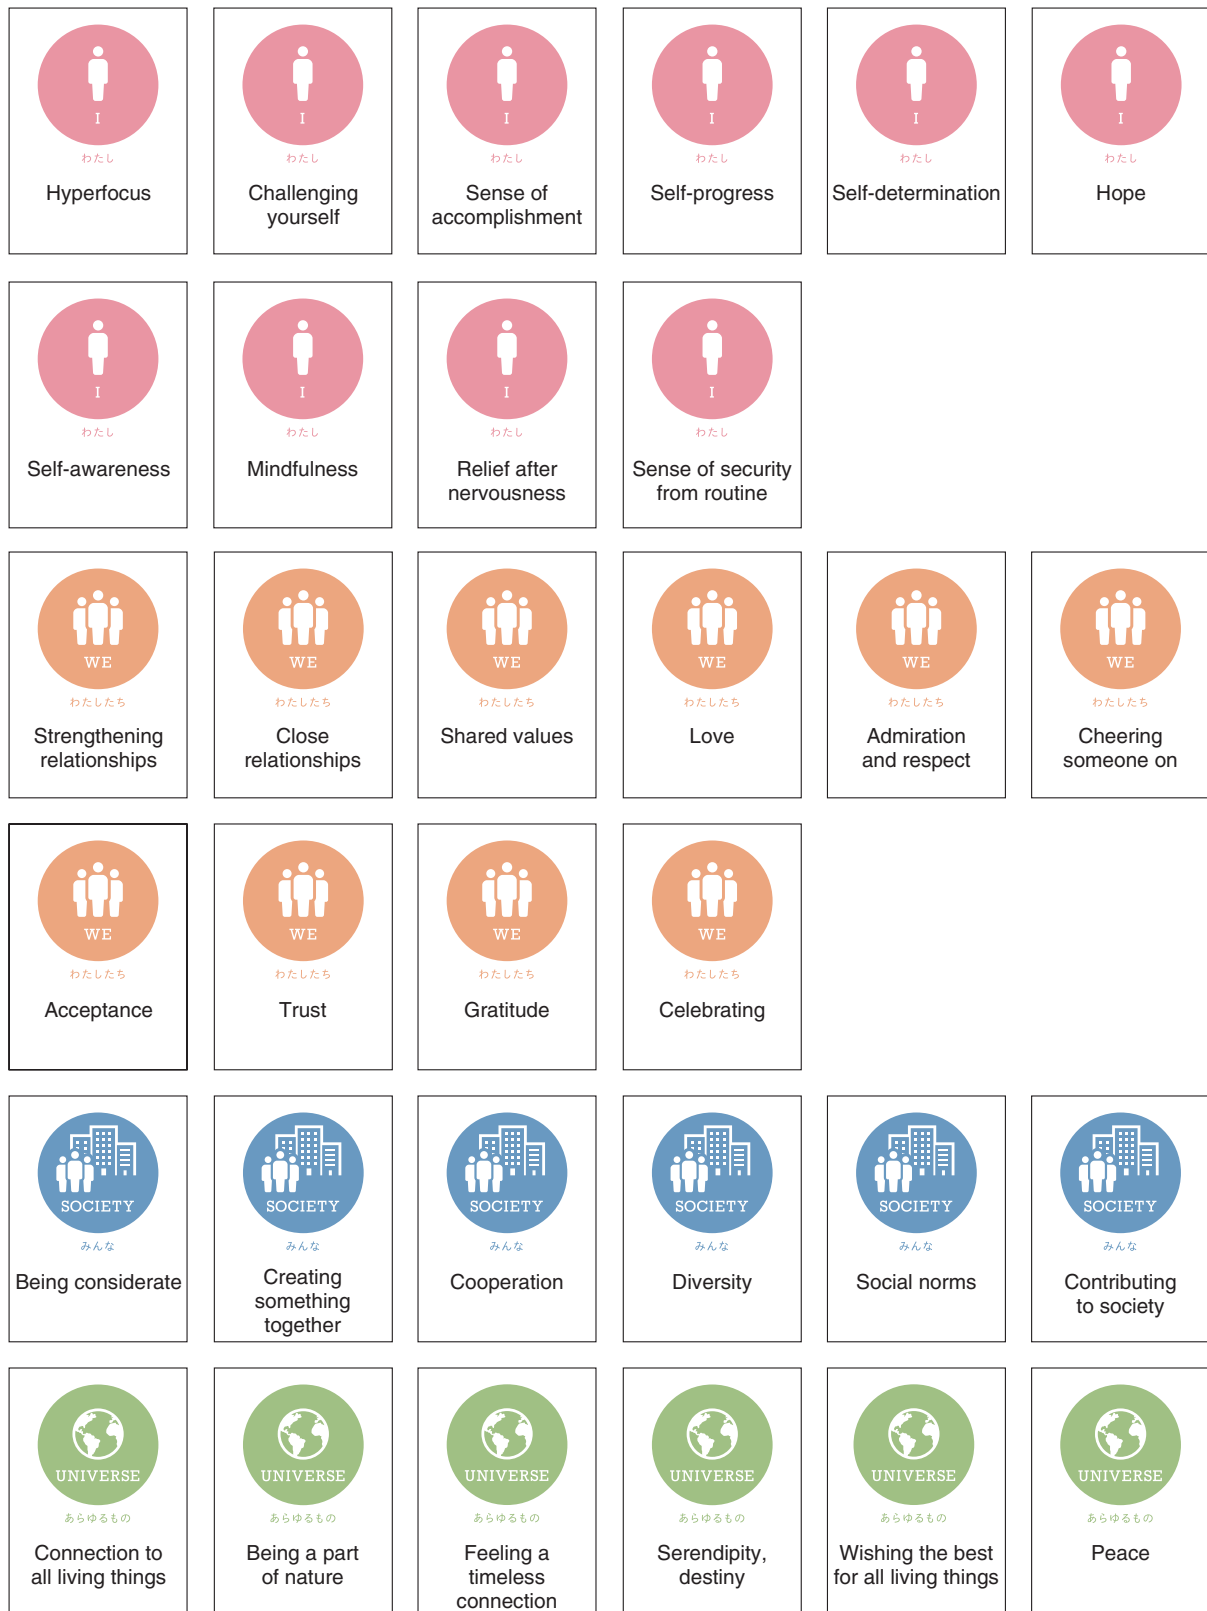 I
わたし
Hyperfocus
I
わたし
Challenging
yourself
I
わたし
Sense of
accomplishment
I
わたし
Self-progress
I
わたし
Self-determination
I
わたし
Hope
I
わたし
Self-awareness
I
わたし
Mindfulness
I
わたし
Relief after
nervousness
I
わたし
Sense of security
from routine
WE
わたしたち
Strengthening
relationships
WE
わたしたち
Close
relationships
WE
わたしたち
Shared values
WE
わたしたち
Love
WE
わたしたち
Admiration
and respect
WE
わたしたち
Cheering
someone on
WE
わたしたち
Acceptance
WE
わたしたち
Trust
WE
わたしたち
Gratitude
WE
わたしたち
Celebrating
SOCIETY
みんな
Being considerate
SOCIETY
みんな
Creating
something
together
SOCIETY
みんな
Cooperation
SOCIETY
みんな
Diversity
SOCIETY
みんな
Social norms
SOCIETY
みんな
Contributing
to society
UNIVERSE
あらゆるもの
Connection to
all living things
UNIVERSE
あらゆるもの
Being a part
of nature
UNIVERSE
あらゆるもの
Feeling a
timeless
connection
UNIVERSE
あらゆるもの
Serendipity,
destiny
UNIVERSE
あらゆるもの
Wishing the best
for all living things
UNIVERSE
あらゆるもの
Peace